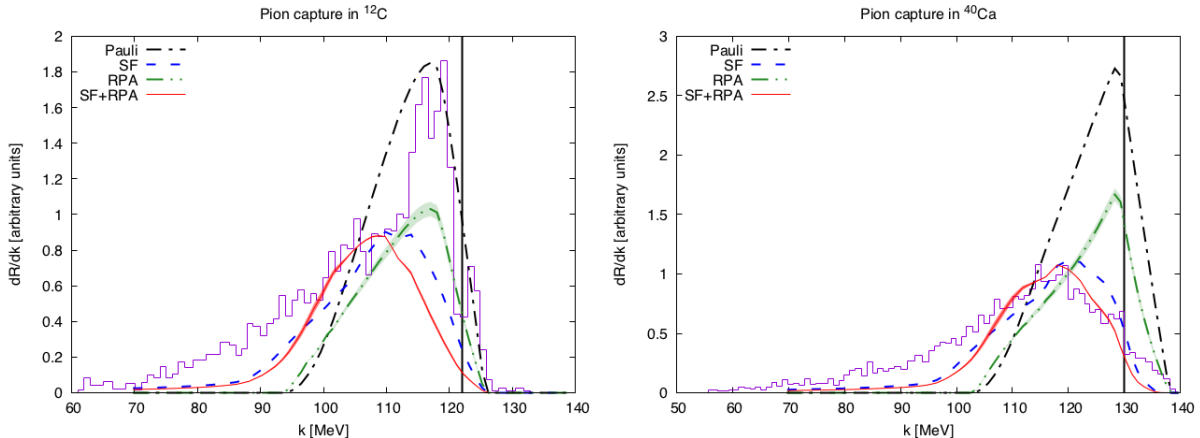 Pion capture in ¹²C
dR/dk [arbitrary units]
2
1.8
1.6
1.4
1.2
1
0.8
0.6
0.4
0.2
0
Pauli
SF
RPA
SF+RPA
60 70 80 90 100 110 120 130 140
k [MeV]
Pion capture in ⁴⁰Ca
dR/dk [arbitrary units]
3
2.5
2
1.5
1
0.5
0
Pauli
SF
RPA
SF+RPA
50 60 70 80 90 100 110 120 130 140
k [MeV]